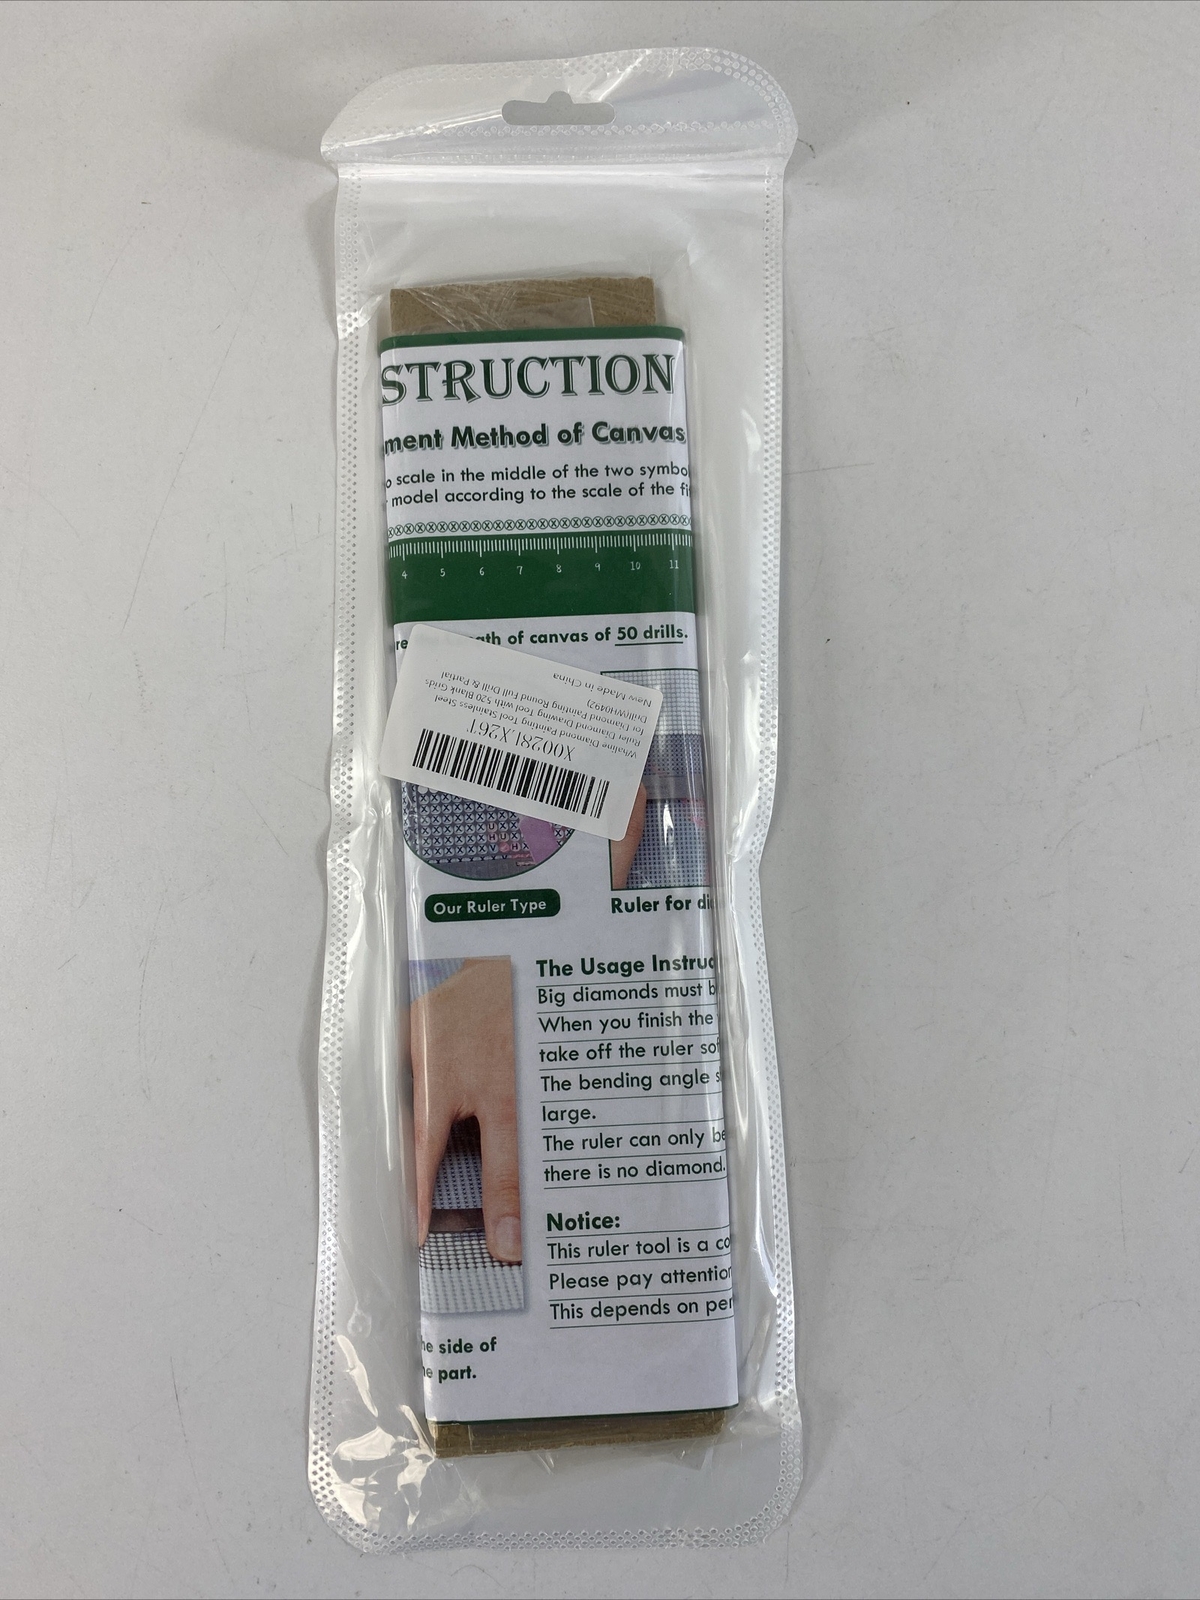 STRUCTION
ment Method of Canvas
o scale in the middle of the two symbo
model according to the scale of the fi
4 5 6 7 8 9 10 11
re gth of canvas of 50 drills.
X00281X26T
Whaline Diamond Painting Tool Stainless Steel
Ruler Diamond Drawing Tool with 520 Blank Grids
for Diamond Painting Round Full Drill & Partial
Drill(WH0492)
New Made in China
Our Ruler Type
Ruler for di
The Usage Instruc
Big diamonds must b
When you finish the
take off the ruler sof
The bending angle s
large.
The ruler can only be
there is no diamond.
Notice:
This ruler tool is a co
Please pay attention
This depends on per
he side of
he part.